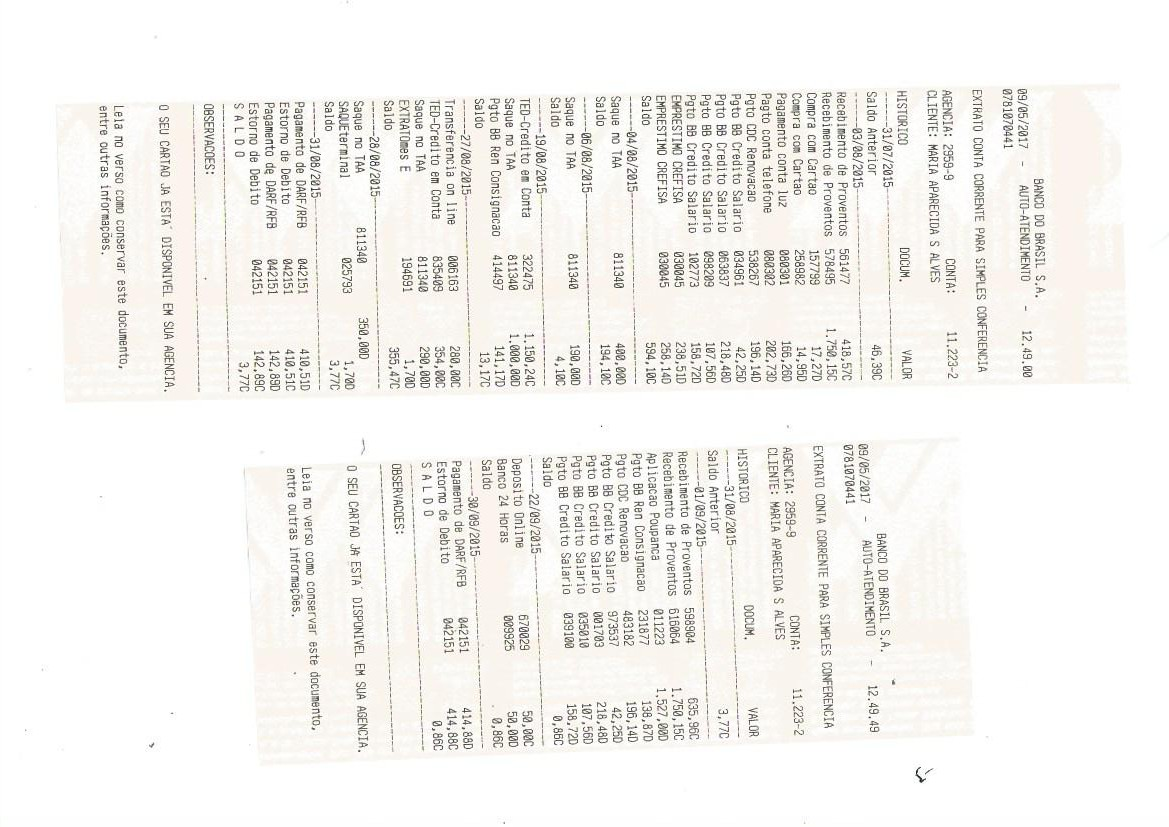 BANCO DO BRASIL S.A.
09/05/2017 - AUTO-ATENDIMENTO - 12.49.00
0781070441
EXTRATO CONTA CORRENTE PARA SIMPLES CONFERENCIA
AGENCIA: 2959-9 CONTA: 11.223-2
CLIENTE: MARIA APARECIDA S ALVES
HISTORICO DOCUM. VALOR
-------31/07/2015-------
Saldo Anterior 46,39C
-------03/08/2015-------
Recebimento de Proventos 561477 418,57C
Recebimento de Proventos 578495 1.750,15C
Compra com Cartao 157799 17,27D
Compra com Cartao 258982 14,95D
Pagamento conta luz 080301 166,26D
Pagto conta telefone 080302 202,73D
Pgto CDC Renovacao 538267 196,14D
Pgto BB Credito Salario 034961 42,25D
Pgto BB Credito Salario 063837 218,48D
Pgto BB Credito Salario 098209 107,56D
Pgto BB Credito Salario 102773 158,72D
EMPRESTIMO CREFISA 030045 238,51D
EMPRESTIMO CREFISA 030045 258,14D
Saldo 594,10C
-------04/08/2015-------
Saque no TAA 811340 400,00D
Saldo 194,10C
-------06/08/2015-------
Saque no TAA 811340 190,00D
Saldo 4,10C
-------19/08/2015-------
TED-Credito em Conta 322475 1.150,24C
Saque no TAA 811340 1.000,00D
Pgto BB Ren Consignacao 414497 141,17D
Saldo 13,17C
-------27/08/2015-------
Transferencia on line 006163 280,00C
TED-Credito em Conta 835409 354,00C
Saque no TAA 811340 290,00D
EXTRATOmes E 194691 1,70D
Saldo 355,47C
-------28/08/2015-------
Saque no TAA 811340 350,00D
SAQUEterminal 025793 1,70D
Saldo 3,77C
-------31/08/2015-------
Pagamento de DARF/RFB 042151 410,51D
Estorno de Debito 042151 410,51C
Pagamento de DARF/RFB 042151 142,89D
Estorno de Debito 042151 142,89C
S A L D O 3,77C
OBSERVACOES:
O SEU CARTAO JA ESTA´ DISPONIVEL EM SUA AGENCIA.
Leia no verso como conservar este documento,
entre outras informações.
BANCO DO BRASIL S.A.
09/05/2017 - AUTO-ATENDIMENTO - 12.49.49
0781070441
EXTRATO CONTA CORRENTE PARA SIMPLES CONFERENCIA
AGENCIA: 2959-9 CONTA: 11.223-2
CLIENTE: MARIA APARECIDA S ALVES
HISTORICO DOCUM. VALOR
-------31/08/2015-------
Saldo Anterior 3,77C
-------01/09/2015-------
Recebimento de Proventos 598904 635,96C
Recebimento de Proventos 616064 1.750,15C
Aplicacao Poupanca 011223 1.527,00D
Pgto BB Ren Consignacao 231877 138,87D
Pgto CDC Renovacao 483182 196,14D
Pgto BB Credito Salario 973537 42,25D
Pgto BB Credito Salario 001703 218,48D
Pgto BB Credito Salario 035010 107,56D
Pgto BB Credito Salario 039100 158,72D
Saldo 0,86C
-------22/09/2015-------
Deposito Online 670029 50,00C
Banco 24 Horas 009925 50,00D
Saldo 0,86C
-------30/09/2015-------
Pagamento de DARF/RFB 042151 414,88D
Estorno de Debito 042151 414,88C
S A L D O 0,86C
OBSERVACOES:
O SEU CARTAO JA ESTA´ DISPONIVEL EM SUA AGENCIA.
Leia no verso como conservar este documento,
entre outras informações.